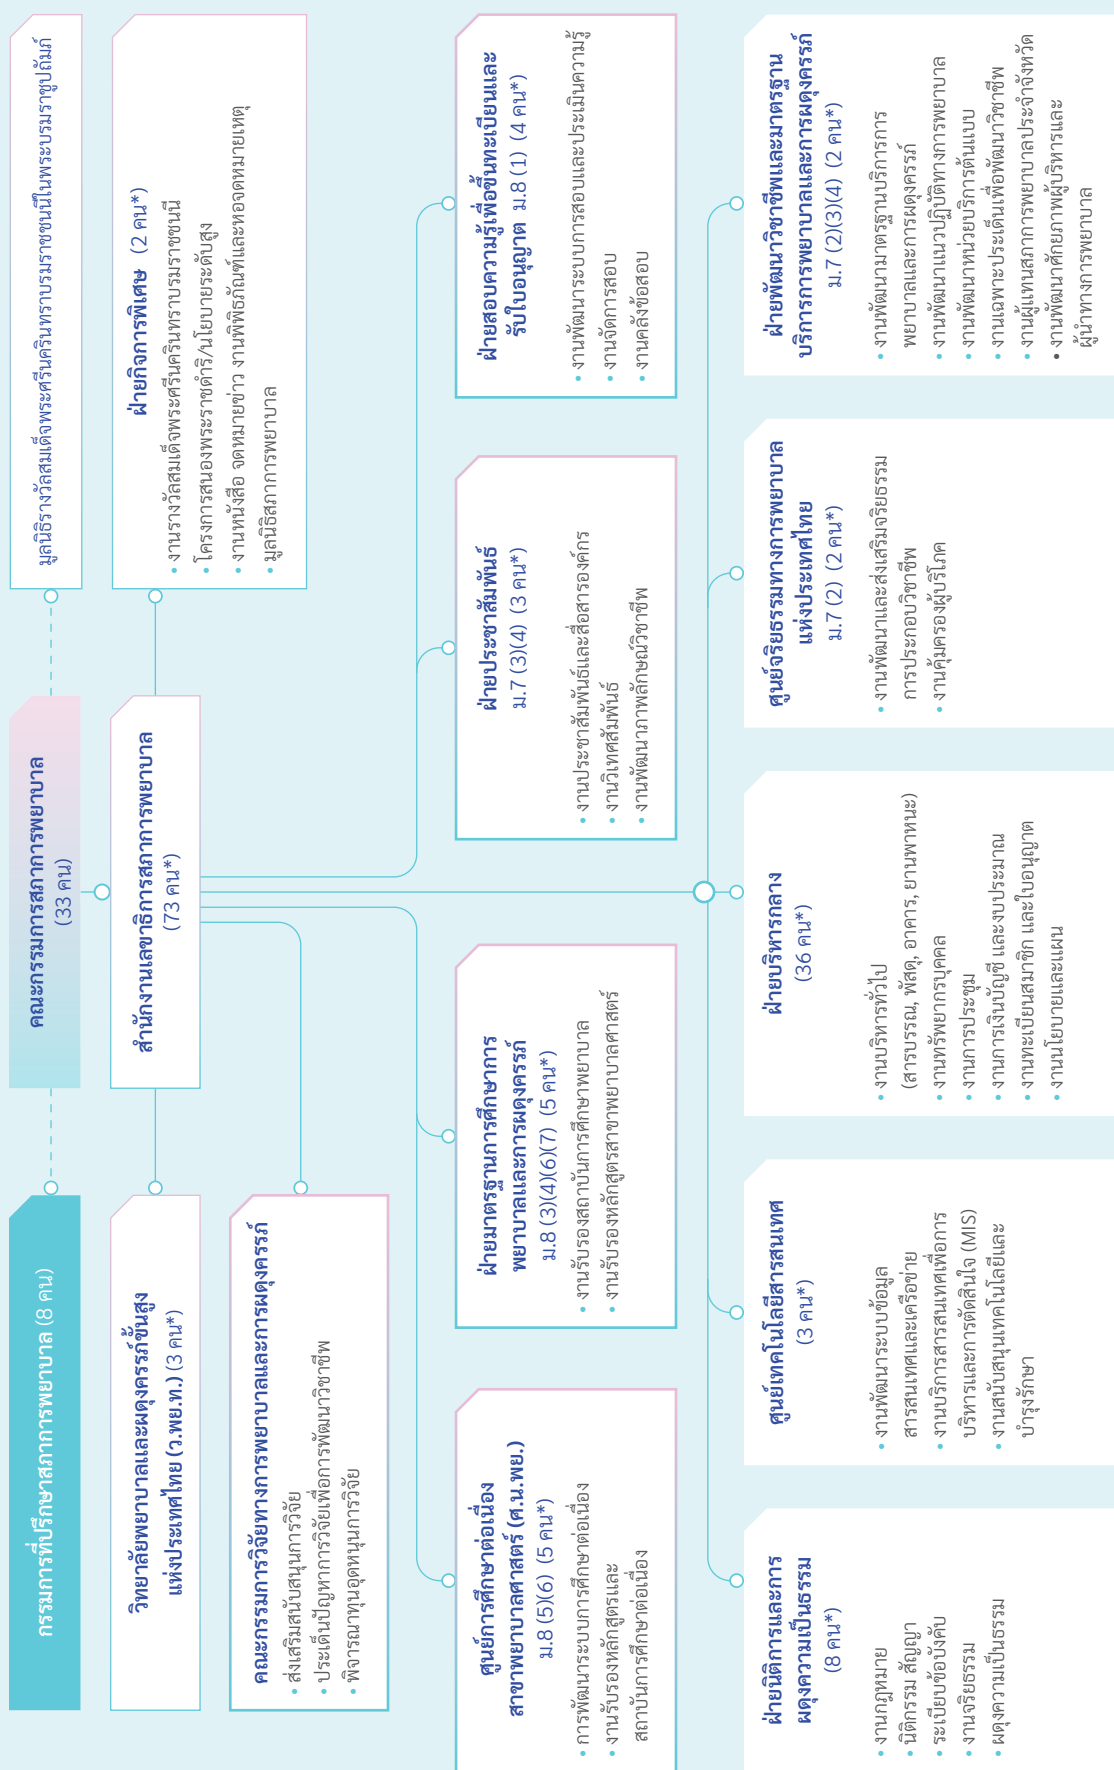 กรรมการที่ปรึกษาสภาการพยาบาล (8 คน)
คณะกรรมการสภาการพยาบาล
(33 คน)
มูลนิธิรางวัลสมเด็จพระศรีนครินทราบรมราชชนนีในพระบรมราชูปถัมภ์
วิทยาลัยพยาบาลและผดุงครรภ์ขั้นสูง
แห่งประเทศไทย (ว.พย.ท.) (3 คน*)
สำนักงานเลขาธิการสภาการพยาบาล
(73 คน*)
ฝ่ายกิจการพิเศษ (2 คน*)
• งานรางวัลสมเด็จพระศรีนครินทราบรมราชชนนี
• โครงการสนองพระราชดำริ/นโยบายระดับสูง
• งานหนังสือ จดหมายข่าว งานพิพิธภัณฑ์และหอจดหมายเหตุ
• มูลนิธิสภาการพยาบาล
คณะกรรมการวิจัยทางการพยาบาลและการผดุงครรภ์
• ส่งเสริมสนับสนุนการวิจัย
• ประเด็นปัญหาการวิจัยเพื่อการพัฒนาวิชาชีพ
• พิจารณาทุนอุดหนุนการวิจัย
ศูนย์การศึกษาต่อเนื่อง
สาขาพยาบาลศาสตร์ (ศ.น.พย.)
ม.8 (5)(6) (5 คน*)
• การพัฒนาระบบการศึกษาต่อเนื่อง
• งานรับรองหลักสูตรและ
สถาบันการศึกษาต่อเนื่อง
ฝ่ายมาตรฐานการศึกษาการ
พยาบาลและการผดุงครรภ์
ม.8 (3)(4)(6)(7) (5 คน*)
• งานรับรองสถาบันการศึกษาพยาบาล
• งานรับรองหลักสูตรสาขาพยาบาลศาสตร์
ฝ่ายประชาสัมพันธ์
ม.7 (3)(4) (3 คน*)
• งานประชาสัมพันธ์และสื่อสารองค์กร
• งานวิเทศสัมพันธ์
• งานพัฒนาภาพลักษณ์วิชาชีพ
ฝ่ายสอบความรู้เพื่อขึ้นทะเบียนและ
รับใบอนุญาต ม.8 (1) (4 คน*)
• งานพัฒนาระบบการสอบและประเมินความรู้
• งานจัดการสอบ
• งานคลังข้อสอบ
ฝ่ายนิติการและการ
ผดุงความเป็นธรรม
(8 คน*)
• งานกฎหมาย
• นิติกรรม สัญญา
• ระเบียบข้อบังคับ
• งานจริยธรรม
• ผดุงความเป็นธรรม
ศูนย์เทคโนโลยีสารสนเทศ
(3 คน*)
• งานพัฒนาระบบข้อมูล
สารสนเทศและเครือข่าย
• งานบริการสารสนเทศเพื่อการ
บริหารและการตัดสินใจ (MIS)
• งานสนับสนุนเทคโนโลยีและ
บำรุงรักษา
ฝ่ายบริหารกลาง
(36 คน*)
• งานบริหารทั่วไป
(สารบรรณ, พัสดุ, อาคาร, ยานพาหนะ)
• งานทรัพยากรบุคคล
• งานการประชุม
• งานการเงินบัญชี และงบประมาณ
• งานทะเบียนสมาชิก และใบอนุญาต
• งานนโยบายและแผน
ศูนย์จริยธรรมทางการพยาบาล
แห่งประเทศไทย
ม.7 (2) (2 คน*)
• งานพัฒนาและส่งเสริมจริยธรรม
การประกอบวิชาชีพ
• งานคุ้มครองผู้บริโภค
ฝ่ายพัฒนาวิชาชีพและมาตรฐาน
บริการการพยาบาลและการผดุงครรภ์
ม.7 (2)(3)(4) (2 คน*)
• งานพัฒนามาตรฐานบริการการ
พยาบาลและการผดุงครรภ์
• งานพัฒนาแนวปฏิบัติทางการพยาบาล
• งานพัฒนาหน่วยบริการต้นแบบ
• งานเฉพาะประเด็นเพื่อพัฒนาวิชาชีพ
• งานผู้แทนสภาการพยาบาลประจำจังหวัด
• งานพัฒนาศักยภาพผู้บริหารและ
ผู้นำทางการพยาบาล